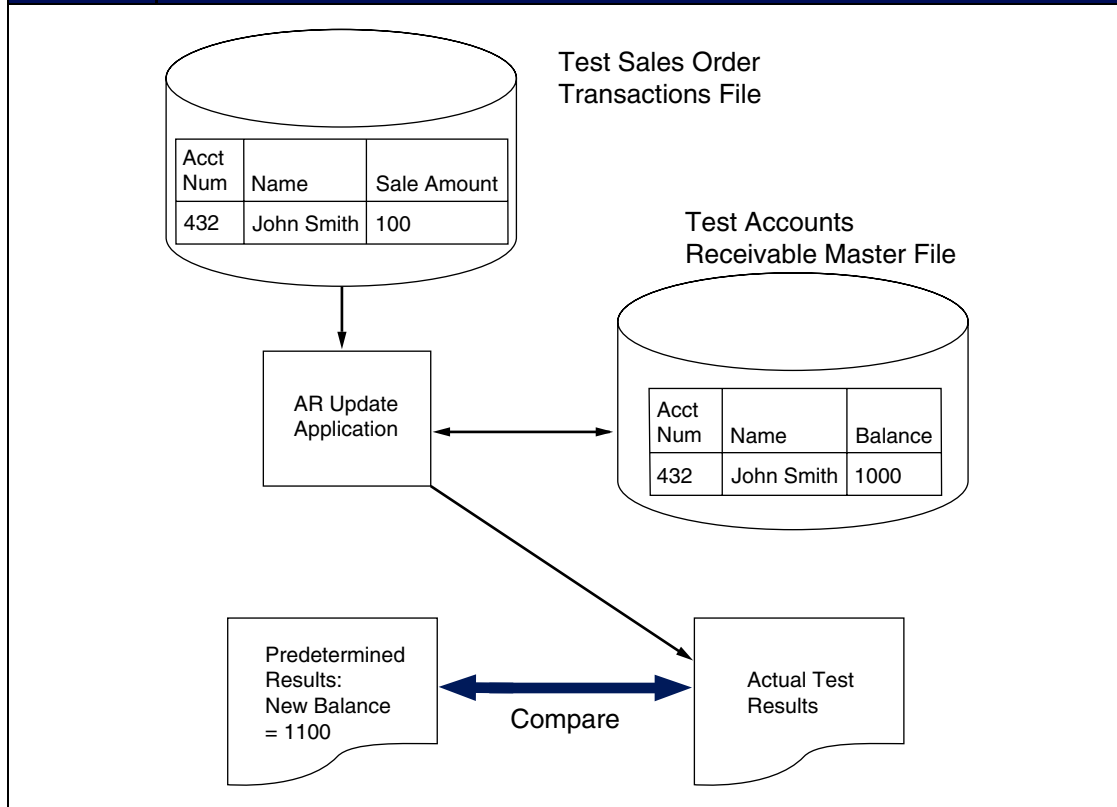 Test Sales Order
Transactions File
Acct
Num Name Sale Amount
432 John Smith 100
Test Accounts
Receivable Master File
AR Update
Application
Acct
Num Name Balance
432 John Smith 1000
Predetermined
Results:
New Balance
= 1100
Compare
Actual Test
Results